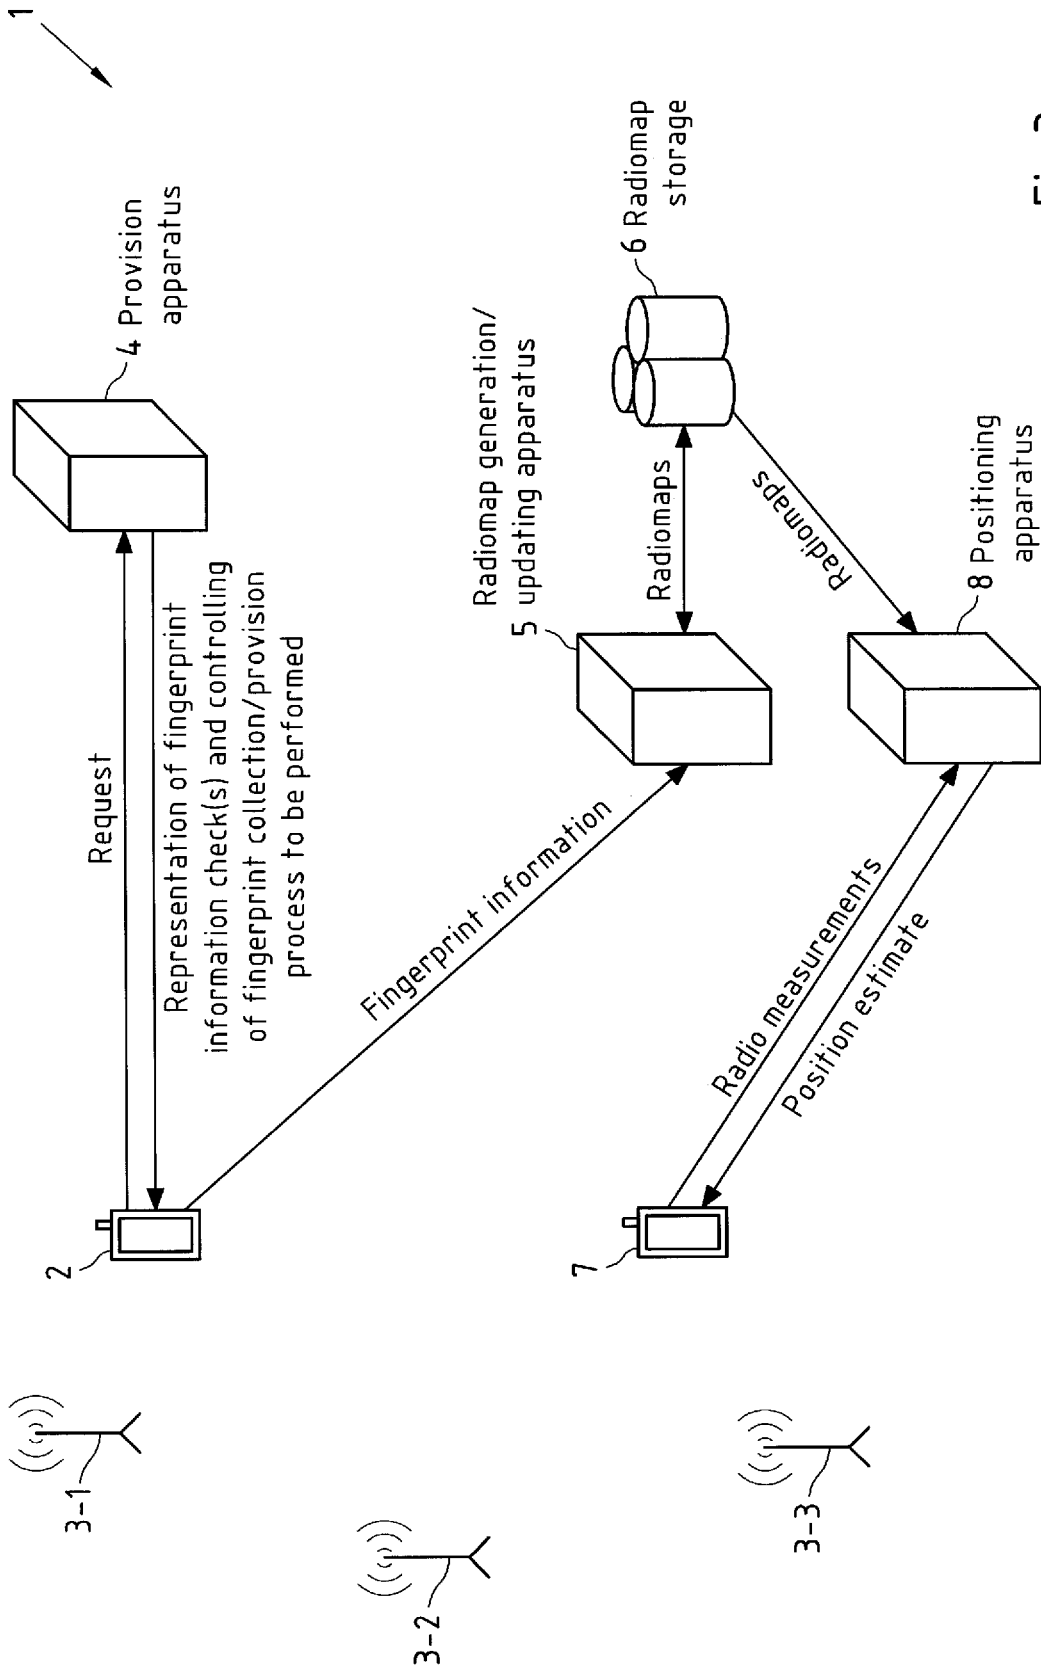 1
4 Provision
apparatus
Request
Representation of fingerprint
information check(s) and controlling
of fingerprint collection/provision
process to be performed
2
3-1
Fingerprint information
Radiomap generation/
5 updating apparatus
6 Radiomap
storage
Radiomaps
Radiomaps
3-2
7
Radio measurements
Position estimate
8 Positioning
apparatus
3-3